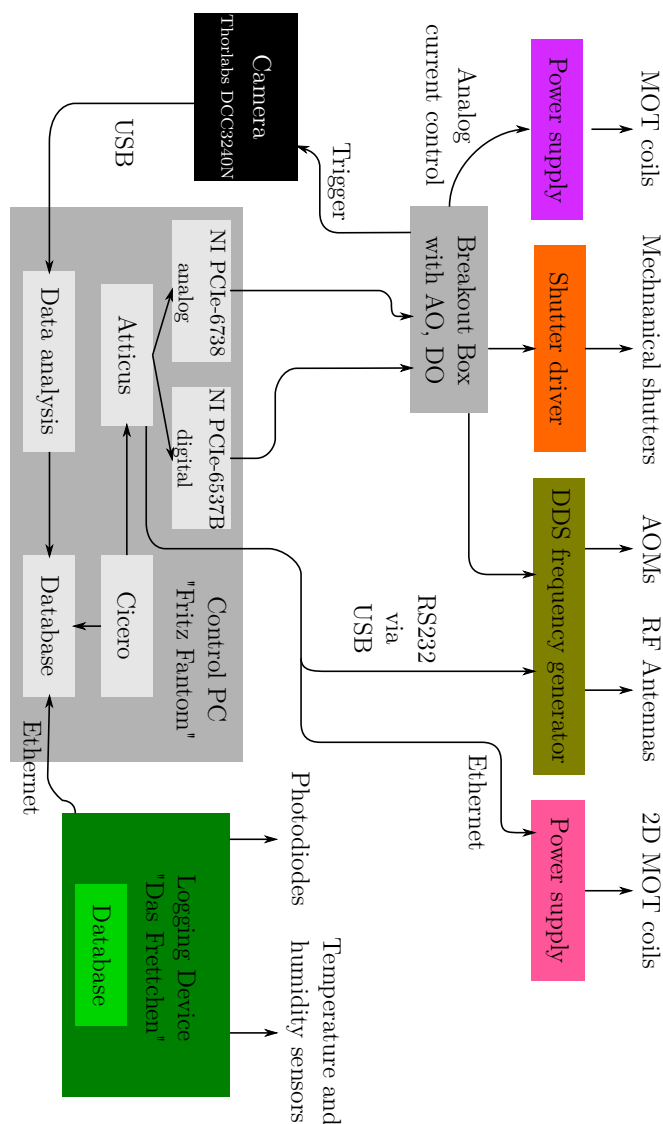 MOT
coils
Mechnanical shutters
AOMs
RF Antennas
2D MOT
coils
Power supply
Shutter driver
DDS frequency generator
Power supply
Analog
current control
Breakout Box
with AO, DO
RS232
via
USB
Ethernet
Trigger
Camera
Thorlabs DCC3240N
USB
NI PCIe-6738
analog
NI PCIe-6537B
digital
Control PC
"Fritz Fantom"
Atticus
Cicero
Data analysis
Database
Ethernet
Photodiodes
Temperature and
humidity sensors
Logging Device
"Das Frettchen"
Database